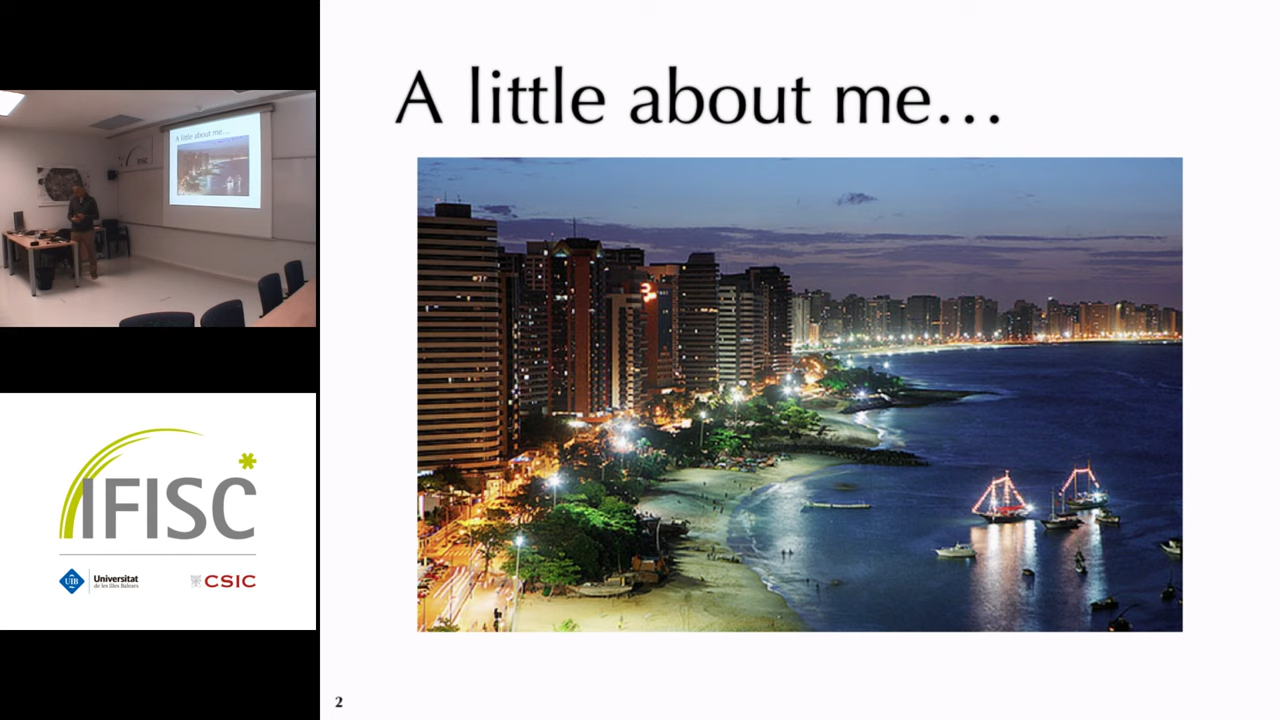 A little about me...
A little about me...
IFISC
UIB
Universitat
de les Illes Balears
CSIC
2